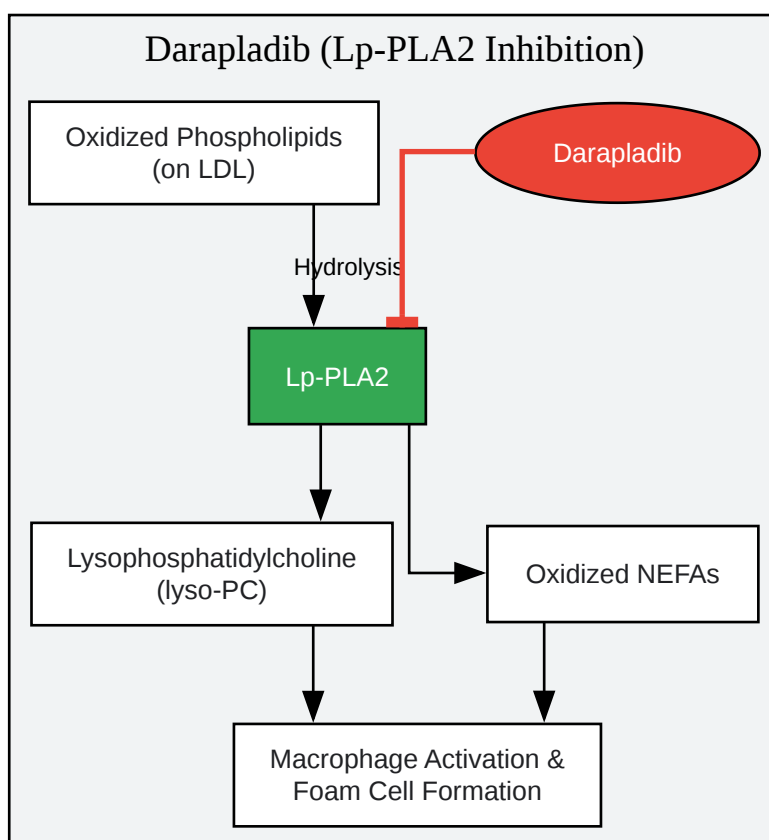 Darapladib (Lp-PLA2 Inhibition)
Oxidized Phospholipids
(on LDL)
Darapladib
Hydrolysis
Lp-PLA2
Lysophosphatidylcholine
(lyso-PC)
Oxidized NEFAs
Macrophage Activation &
Foam Cell Formation